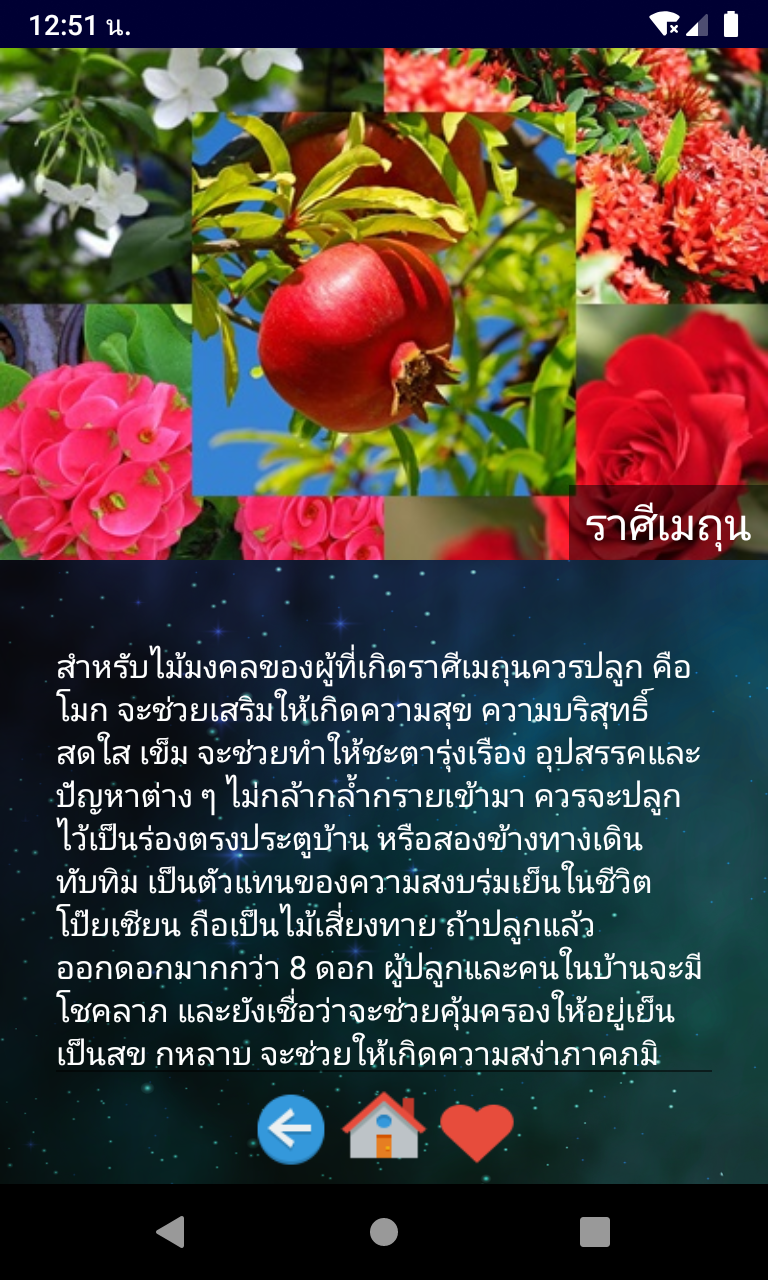 12:51 น.
ราศีเมถุน
สำหรับไม้มงคลของผู้ที่เกิดราศีเมถุนควรปลูก คือ
โมก จะช่วยเสริมให้เกิดความสุข ความบริสุทธิ์
สดใส เข็ม จะช่วยทำให้ชะตารุ่งเรือง อุปสรรคและ
ปัญหาต่าง ๆ ไม่กล้ากล้ำกรายเข้ามา ควรจะปลูก
ไว้เป็นร่องตรงประตูบ้าน หรือสองข้างทางเดิน
ทับทิม เป็นตัวแทนของความสงบร่มเย็นในชีวิต
โป๊ยเซียน ถือเป็นไม้เสี่ยงทาย ถ้าปลูกแล้ว
ออกดอกมากกว่า 8 ดอก ผู้ปลูกและคนในบ้านจะมี
โชคลาภ และยังเชื่อว่าจะช่วยคุ้มครองให้อยู่เย็น
เป็นสุข กุหลาบ จะช่วยให้เกิดความสง่าภาคภูมิ